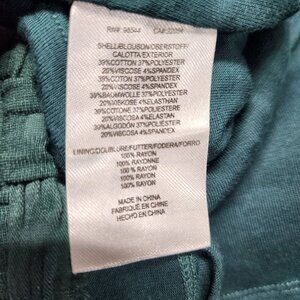 RN# 96544 CA#32054
SHELL/BLOUSON/OBERSTOFF/
CALOTTA/EXTERIOR
39%COTTON 37%POLYESTER
20%VISCOSE 4%SPANDEX
39%COTON 37%POLYESTER
20%VISCOSE 4%SPANDEX
39%BAUMWOLLE 37%POLYESTER
20%VISKOSE 4%ELASTHAN
39%COTONE 37%POLIESTERE
20%VISCOSA 4%ELASTAN
39%ALGODÓN 37%POLIÉSTER
20%VISCOSA 4%SPANDEX
LINING/DOUBLURE/FUTTER/FODERA/FORRO
100% RAYON
100% RAYONNE
100 % RAYON
100% RAYON
100% RAYON
MADE IN CHINA
FABRIQUÉ EN CHINE
HECHO EN CHINA